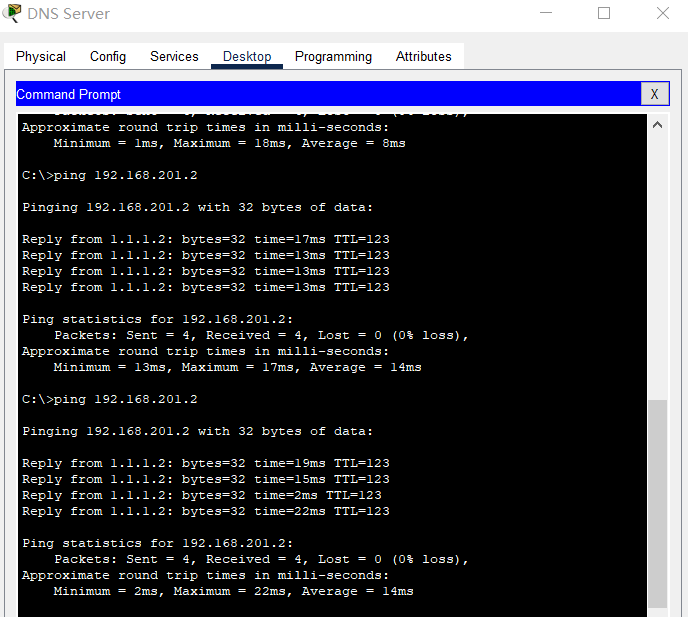 DNS Server
Physical Config Services Desktop Programming Attributes
Command Prompt X
Approximate round trip times in milli-seconds:
Minimum = 1ms, Maximum = 18ms, Average = 8ms
C:\>ping 192.168.201.2
Pinging 192.168.201.2 with 32 bytes of data:
Reply from 1.1.1.2: bytes=32 time=17ms TTL=123
Reply from 1.1.1.2: bytes=32 time=13ms TTL=123
Reply from 1.1.1.2: bytes=32 time=13ms TTL=123
Reply from 1.1.1.2: bytes=32 time=13ms TTL=123
Ping statistics for 192.168.201.2:
Packets: Sent = 4, Received = 4, Lost = 0 (0% loss),
Approximate round trip times in milli-seconds:
Minimum = 13ms, Maximum = 17ms, Average = 14ms
C:\>ping 192.168.201.2
Pinging 192.168.201.2 with 32 bytes of data:
Reply from 1.1.1.2: bytes=32 time=19ms TTL=123
Reply from 1.1.1.2: bytes=32 time=15ms TTL=123
Reply from 1.1.1.2: bytes=32 time=2ms TTL=123
Reply from 1.1.1.2: bytes=32 time=22ms TTL=123
Ping statistics for 192.168.201.2:
Packets: Sent = 4, Received = 4, Lost = 0 (0% loss),
Approximate round trip times in milli-seconds:
Minimum = 2ms, Maximum = 22ms, Average = 14ms